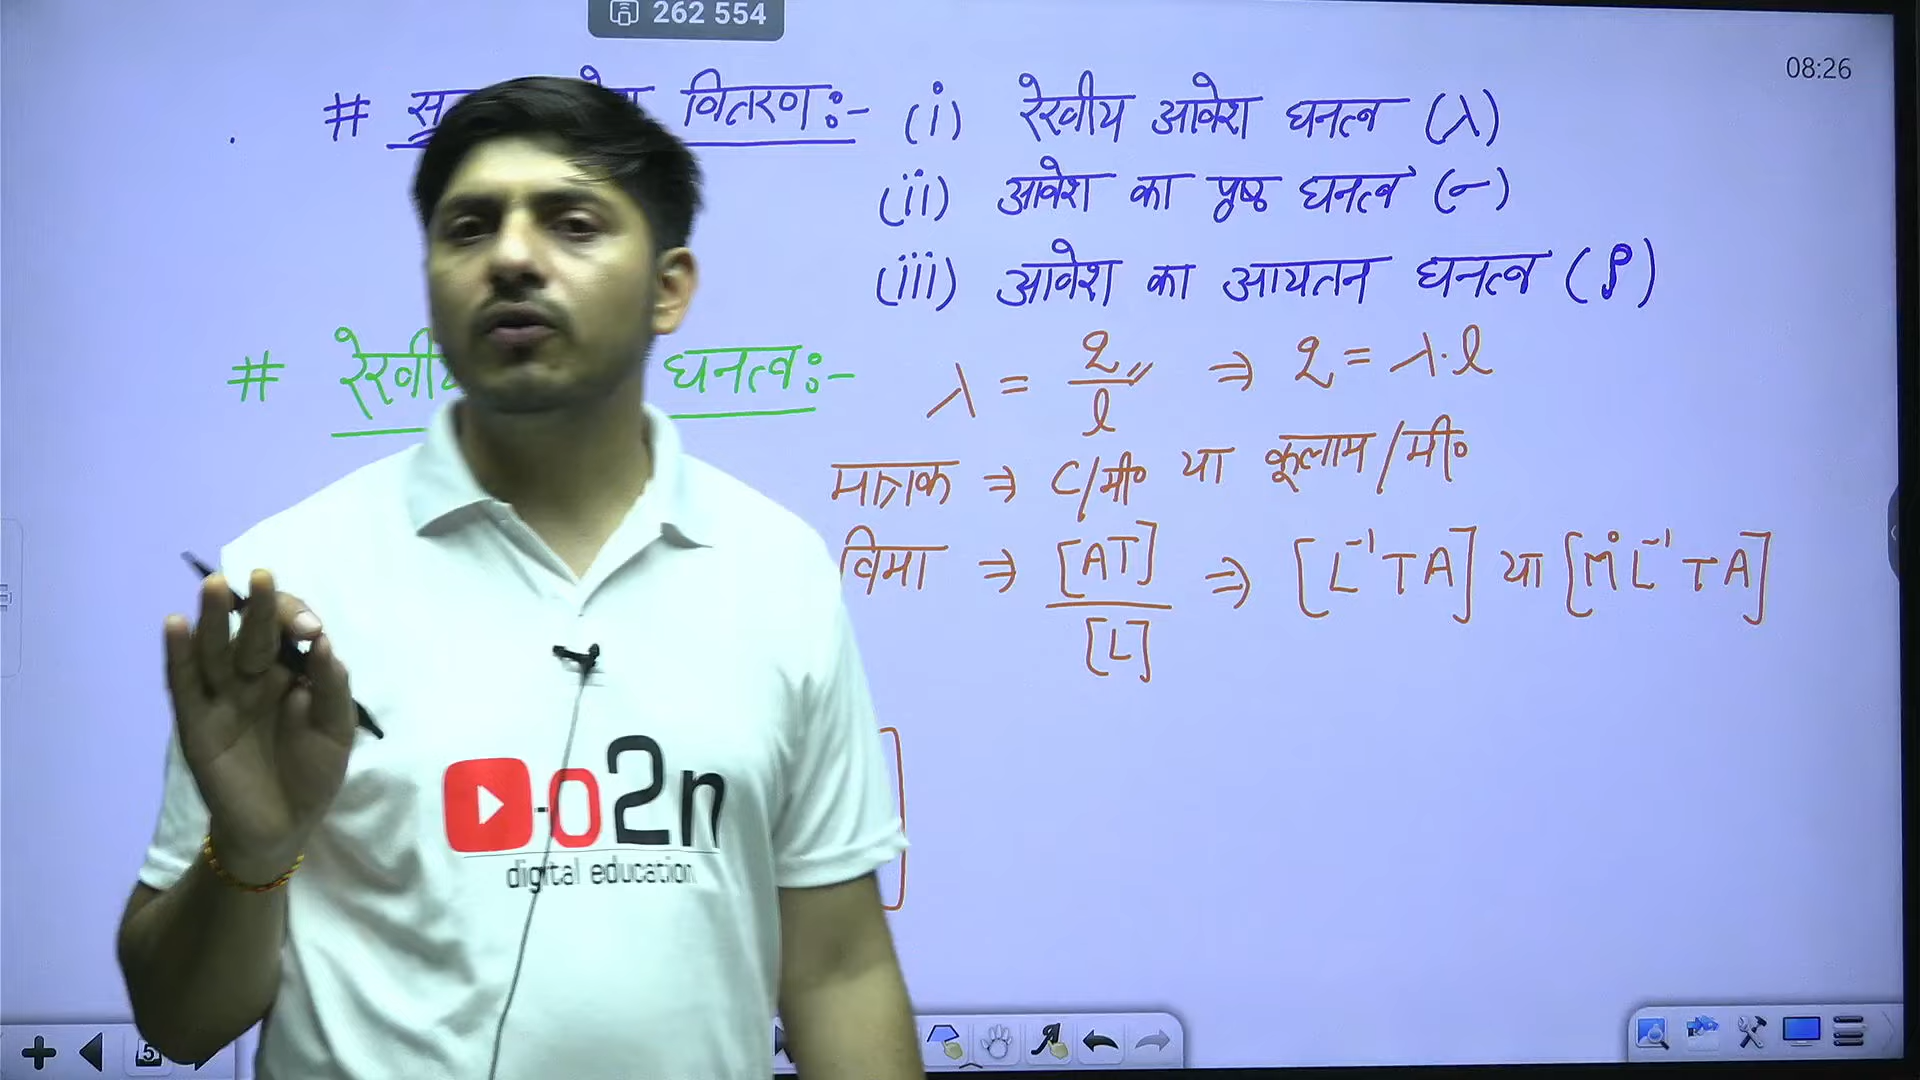 262 554
08:26
# वितरण:- (i) रेखीय आवेश घनत्व (λ)
(ii) आवेश का पृष्ठ घनत्व (σ)
(iii) आवेश का आयतन घनत्व (ρ)
# घनत्व:- λ = q/l ⇒ q = λ.l
मात्रक ⇒ C/मी० या कूलाम/मी०
विमा ⇒ [AT]/[L] ⇒ [L⁻¹TA] या [M⁰L⁻¹TA]
o2n
digital education
5